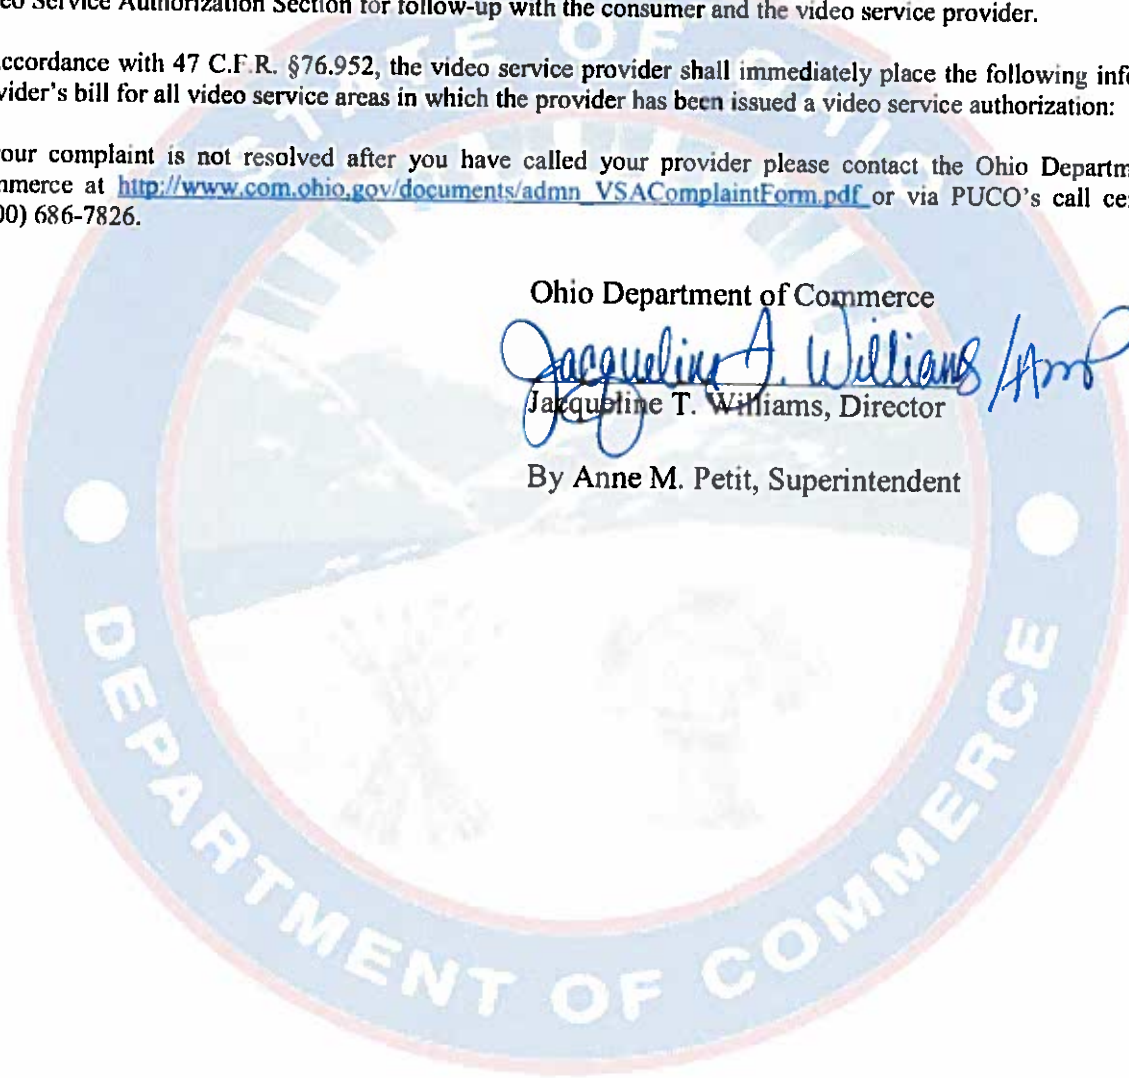 eo Service Authorization Section for follow-up with the consumer and the video service provider.
ccordance with 47 C.F.R. §76.952, the video service provider shall immediately place the following inf
vider's bill for all video service areas in which the provider has been issued a video service authorization:
our complaint is not resolved after you have called your provider please contact the Ohio Departm
mmerce at http://www.com.ohio.gov/documents/admn_VSAComplaintForm.pdf or via PUCO's call ce
00) 686-7826.
Ohio Department of Commerce
Jacqueline T. Williams /AMP
Jacqueline T. Williams, Director
By Anne M. Petit, Superintendent
STATE OF OHIO
DEPARTMENT OF COMMERCE